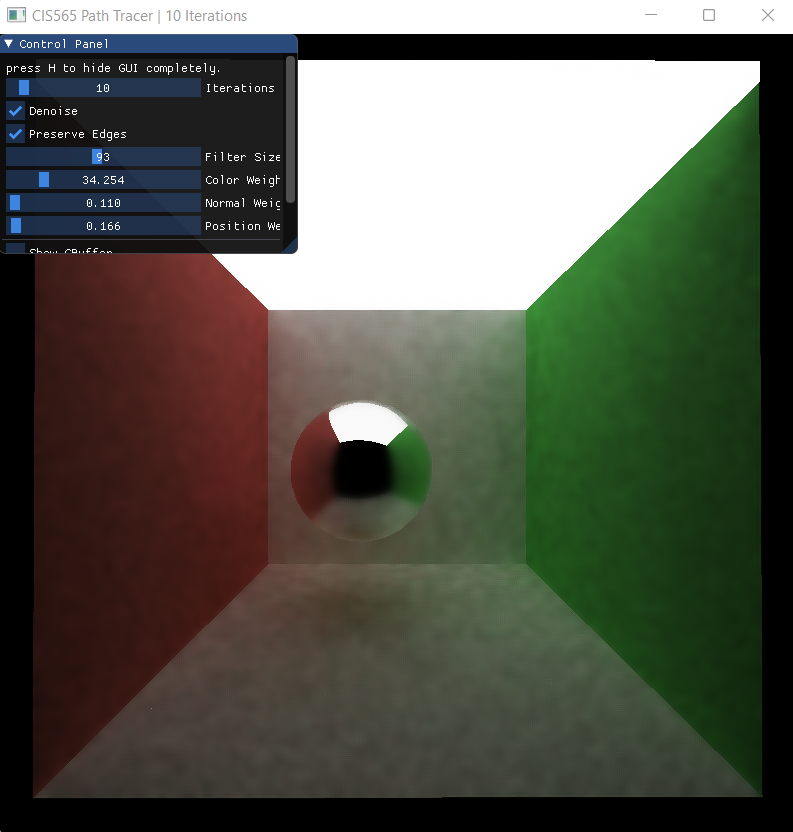 CIS565 Path Tracer | 10 Iterations
Control Panel
press H to hide GUI completely.
10 Iterations
Denoise
Preserve Edges
93 Filter Size
34.254 Color Weigh
0.110 Normal Weig
0.166 Position We
Show GBuffer